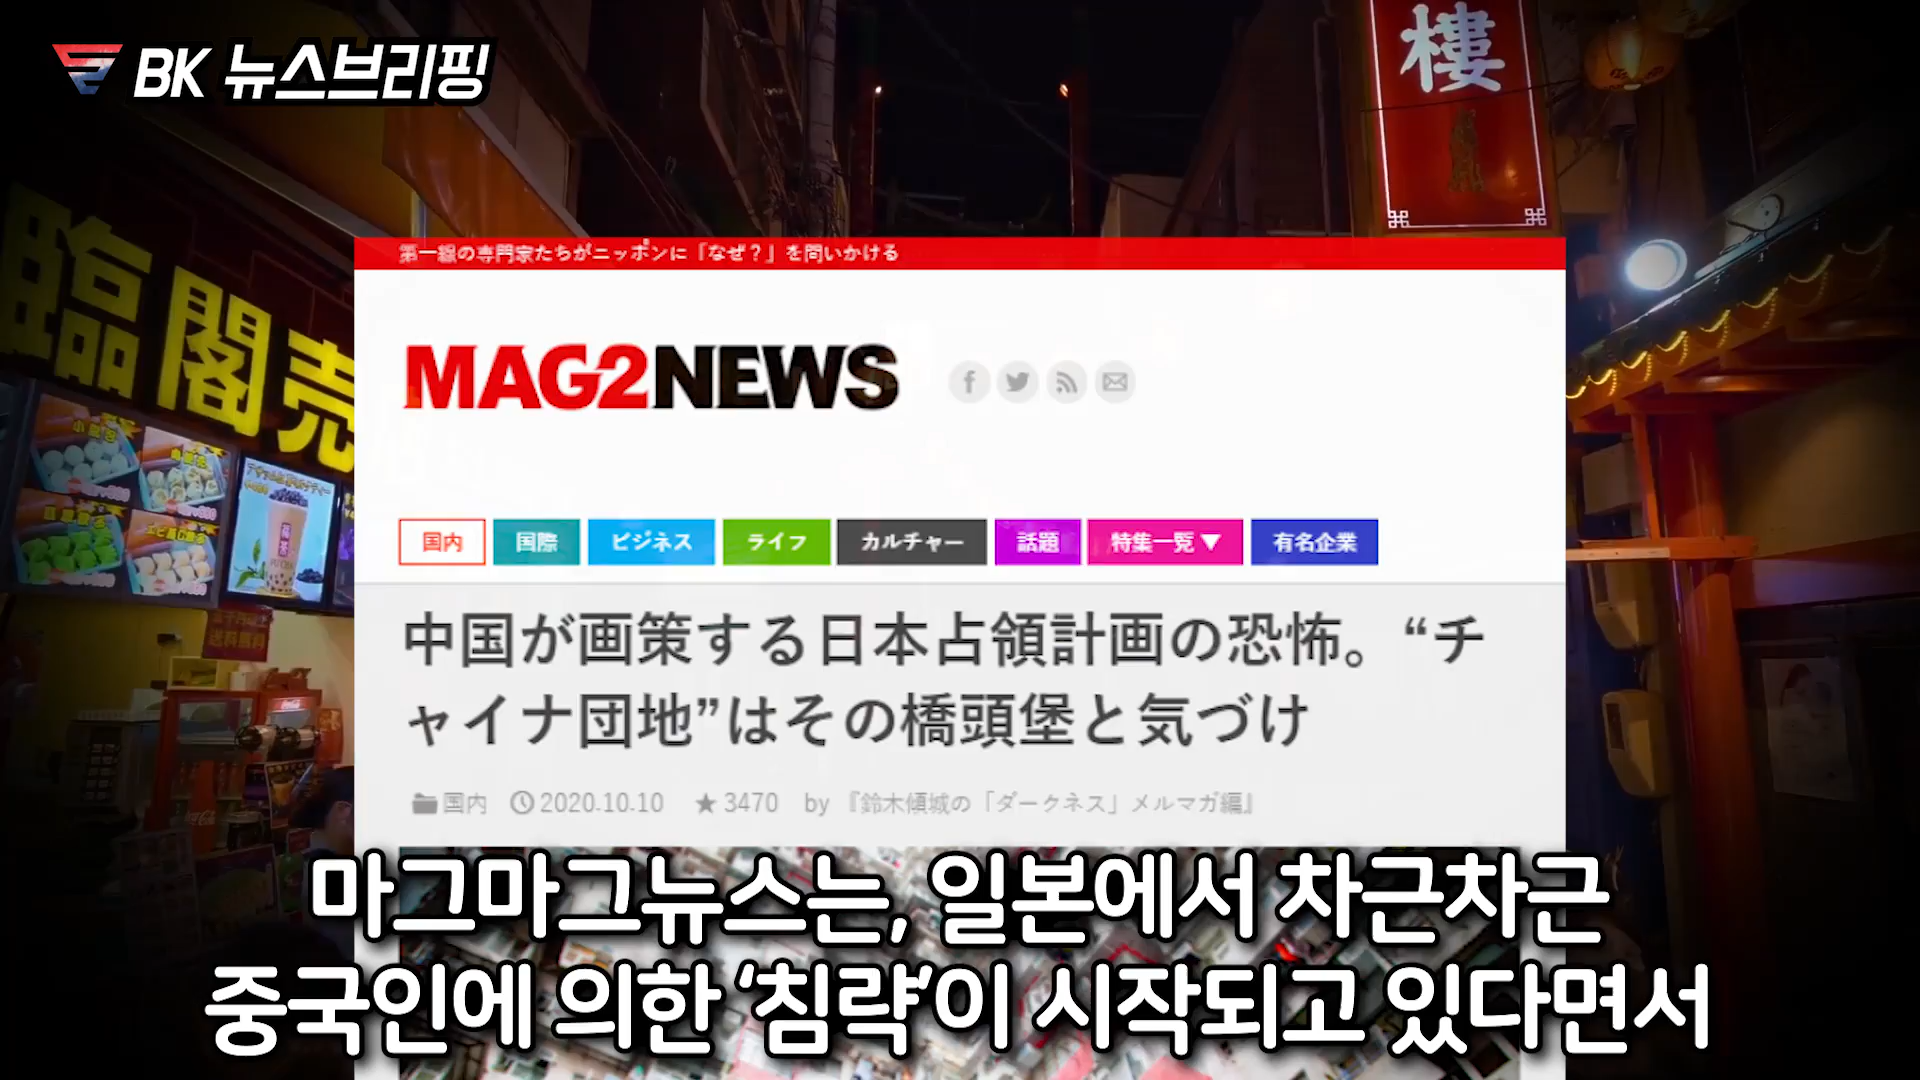 BK 뉴스브리핑
樓
臨閣売
第一線の専門家たちがニッポンに「なぜ？」を問いかける
MAG2NEWS
国内 国際 ビジネス ライフ カルチャー 話題 特集一覧▼ 有名企業
中国が画策する日本占領計画の恐怖。“チ
ャイナ団地”はその橋頭堡と気づけ
国内 2020.10.10 ★ 3470 by 『鈴木傾城の「ダークネス」メルマガ編』
마그마그뉴스는, 일본에서 차근차근
중국인에 의한 ‘침략’이 시작되고 있다면서